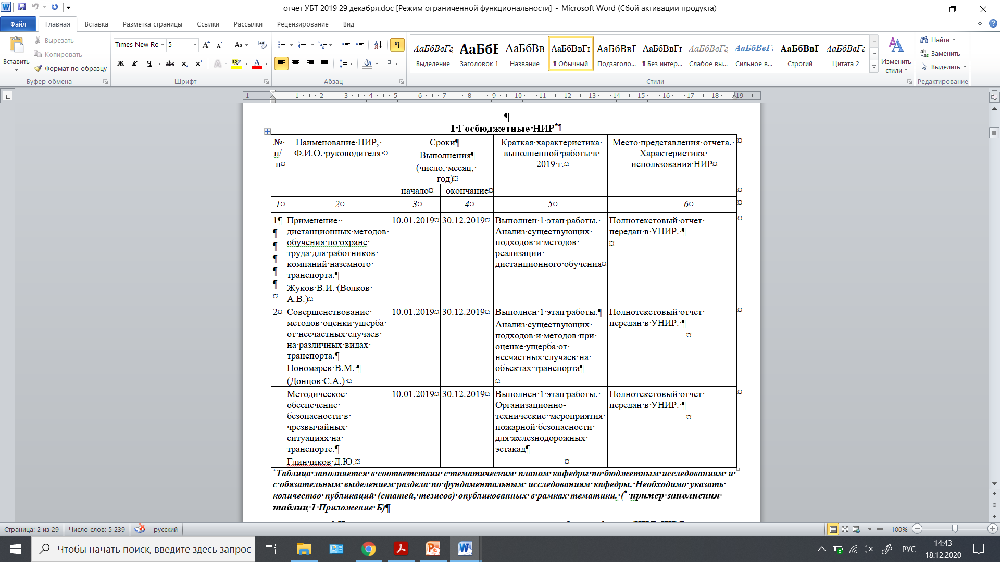 отчет УБТ 2019 29 декабря.doc [Режим ограниченной функциональности] - Microsoft Word (Сбой активации продукта)
Файл Главная Вставка Разметка страницы Ссылки Рассылки Рецензирование Вид
Вставить
Вырезать
Копировать
Формат по образцу
Буфер обмена
Times New Ro 5
Шрифт
Абзац
АаБбВвГг Выделение
АаБбВ Заголовок 1
АаБбВв Название
АаБбВвГг ¶ Обычный
АаБбВвГ Подзаголо...
АаБбВвГг ¶ Без интер...
АаБбВвГг Слабое вы...
АаБбВвГг Сильное в...
АаБбВвГ Строгий
АаБбВвГг Цитата 2
Стили
Изменить стили
Найти
Заменить
Выделить
Редактирование
1 1 2 3 4 5 6 7 8 9 10 11 12 13 14 15 16 17 18 19
¶
1·Госбюджетные·НИР*¶
№·
п/
п¤
Наименование·НИР,·
Ф.И.О.·руководителя·¤
Сроки¶
Выполнения¶
(число,·месяц,·
год)¤
начало¤
окончание¤
Краткая·характеристика·
выполненной·работы·в·
2019·г.¤
Место·представления·отчета.·
Характеристика·
использования·НИР¤
1¤ 2¤ 3¤ 4¤ 5¤ 6¤
1¶
Применение··
дистанционных·методов·
обучения·по·охране·
труда·для·работников·
компаний·наземного·
транспорта.¶
Жуков·В.И.·(Волков·
А.В.)¤
10.01.2019¤
30.12.2019¤
Выполнен·1·этап·работы.·
Анализ·существующих·
подходов·и·методов·
реализации·
дистанционного·обучения¤
Полнотекстовый·отчет·
передан·в·УНИР.·¶
¤
2¤
Совершенствование·
методов·оценки·ущерба·
от·несчастных·случаев·
на·различных·видах·
транспорта.¶
Пономарев·В.М.·¶
(Донцов·С.А.)·¤
10.01.2019¤
30.12.2019¤
Выполнен·1·этап·работы.¶
Анализ·существующих·
подходов·и·методов·при·
оценке·ущерба·от·
несчастных·случаев·на·
объектах·транспорта¶
¤
Полнотекстовый·отчет·
передан·в·УНИР.·¶
¤
Методическое·
обеспечение·
безопасности·в·
чрезвычайных·
ситуациях·на·
транспорте.¶
Глинчиков·Д.Ю.¤
10.01.2019¤
30.12.2019¤
Выполнен·1·этап·работы.·
Организационно-
технические··мероприятия·
пожарной·безопасности·
для·железнодорожных·
эстакад¶
¤
Полнотекстовый·отчет·
передан·в·УНИР.·¶
¤
*Таблица·заполняется·в·соответствии·с·тематическим·планом·кафедры·по·бюджетным·исследованиям·и·
с·обязательным·выделением·раздела·по·фундаментальным·исследованиям·кафедры.·Необходимо·указать·
количество·публикаций·(статей,·тезисов)·опубликованных·в·рамках·тематики.·(*·пример·заполнения·
таблиц·1·Приложение·Б)¶
Страница: 2 из 29 Число слов: 5 239 русский 100%
Чтобы начать поиск, введите здесь запрос
РУС
14:43
18.12.2020